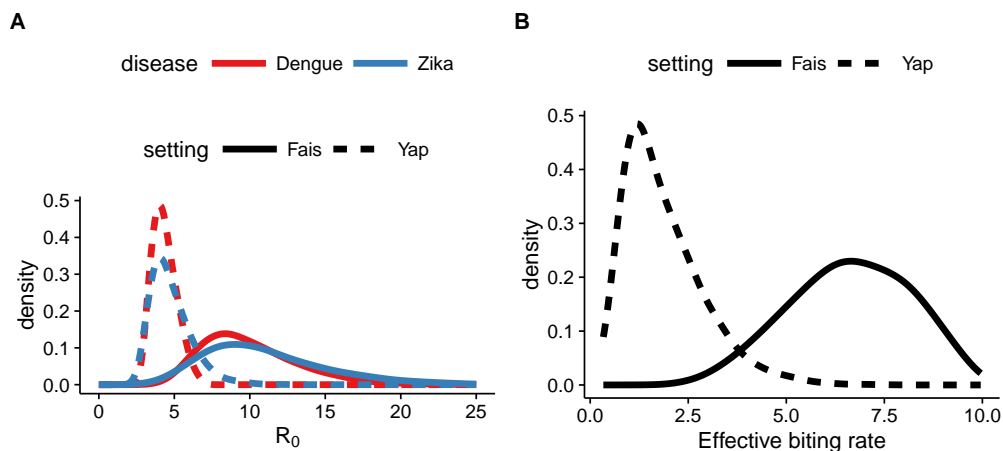 A
disease Dengue Zika
setting Fais Yap
density
0.5
0.4
0.3
0.2
0.1
0.0
0 5 10 15 20 25
R0
B
setting Fais Yap
density
0.5
0.4
0.3
0.2
0.1
0.0
0.0 2.5 5.0 7.5 10.0
Effective biting rate